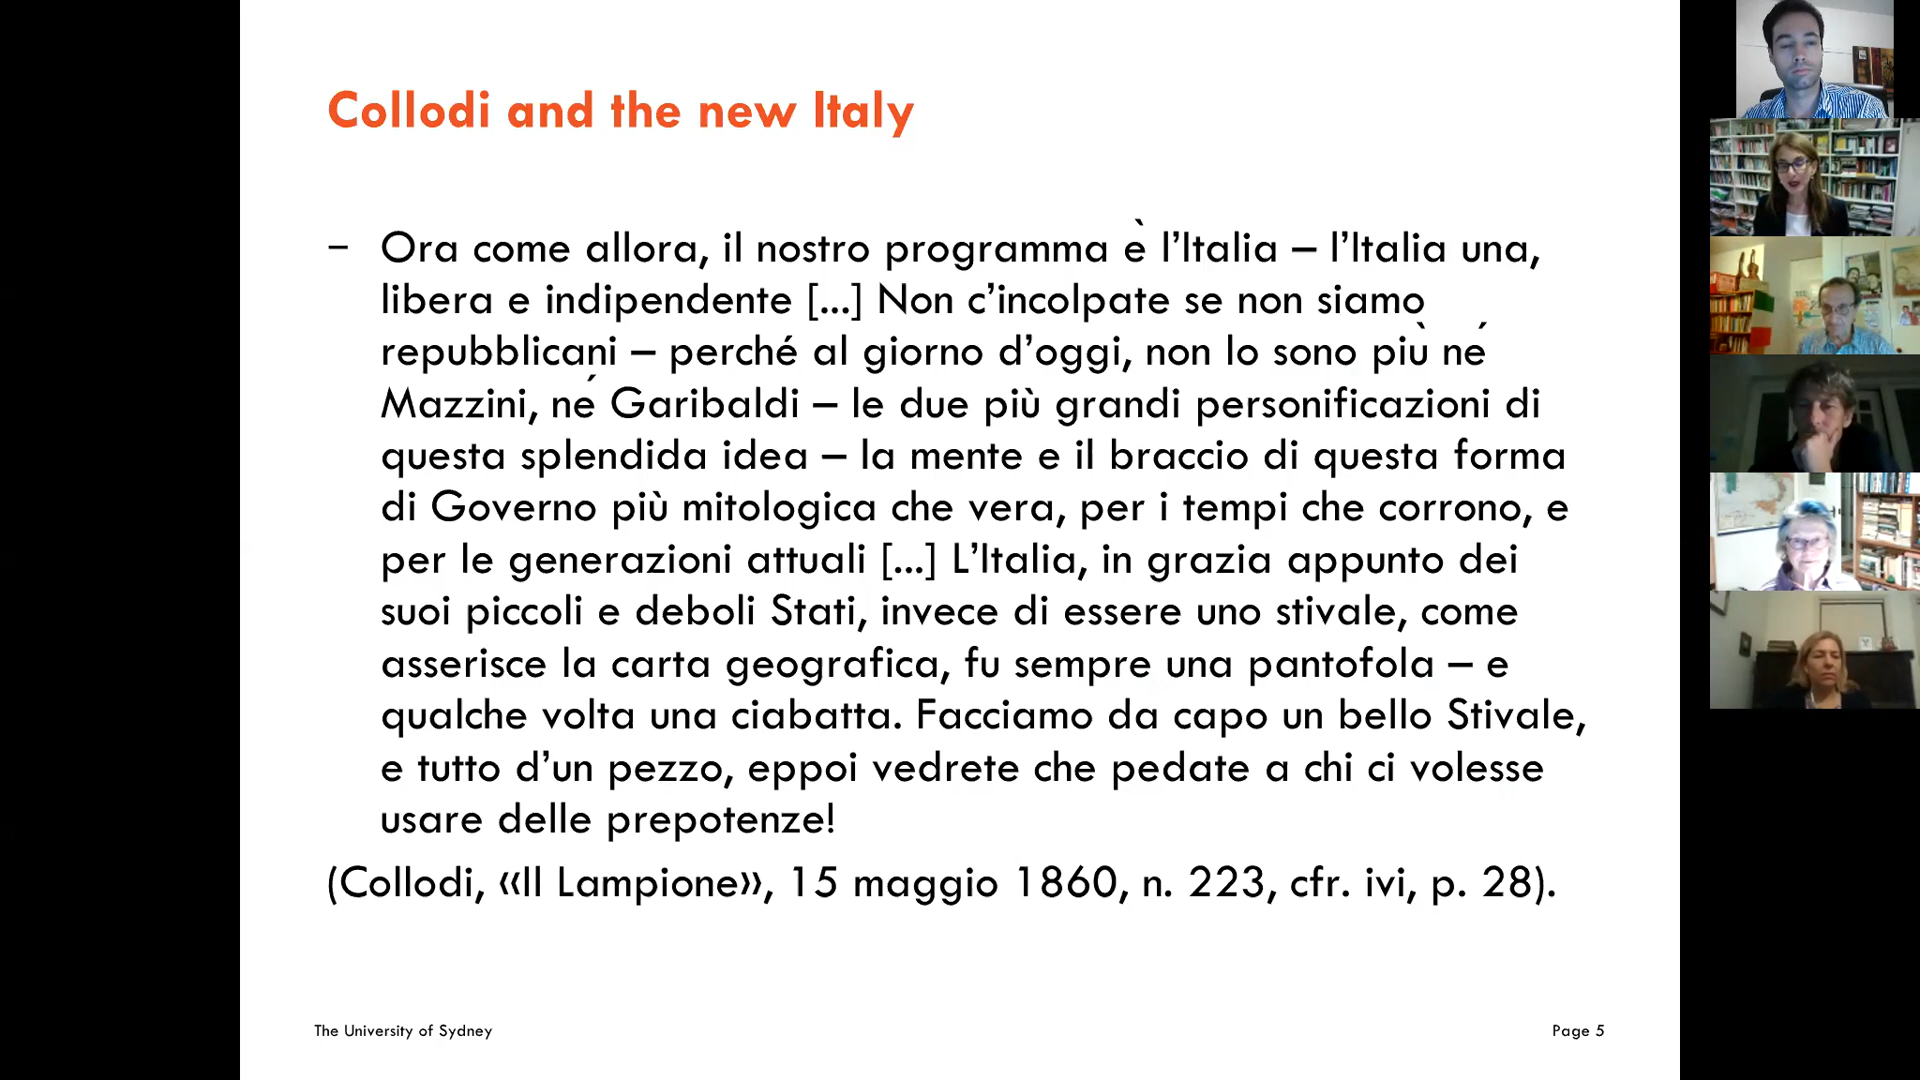 Collodi and the new Italy
– Ora come allora, il nostro programma è l’Italia – l’Italia una,
libera e indipendente [...] Non c’incolpate se non siamo
repubblicani – perché al giorno d’oggi, non lo sono più né
Mazzini, né Garibaldi – le due più grandi personificazioni di
questa splendida idea – la mente e il braccio di questa forma
di Governo più mitologica che vera, per i tempi che corrono, e
per le generazioni attuali [...] L’Italia, in grazia appunto dei
suoi piccoli e deboli Stati, invece di essere uno stivale, come
asserisce la carta geografica, fu sempre una pantofola – e
qualche volta una ciabatta. Facciamo da capo un bello Stivale,
e tutto d’un pezzo, eppoi vedrete che pedate a chi ci volesse
usare delle prepotenze!
(Collodi, «Il Lampione», 15 maggio 1860, n. 223, cfr. ivi, p. 28).
The University of Sydney
Page 5